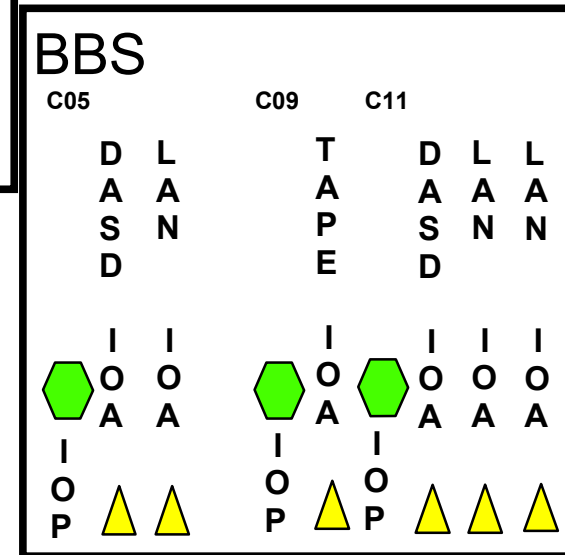 BBS
C05
C09
C11
DASD
LAN
TAPE
DASD
LAN
LAN
IOA
IOA
IOA
IOA
IOA
IOA
IOP
IOP
IOP